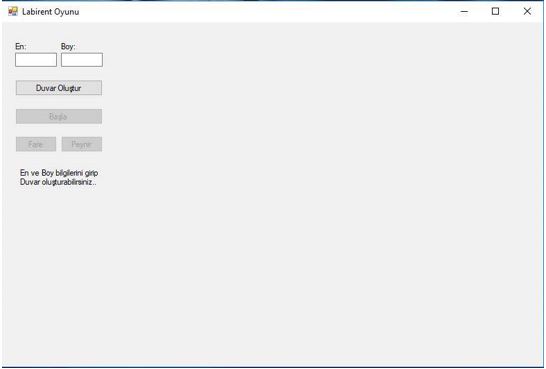 Labirent Oyunu
En: Boy:
Duvar Oluştur
Başla
Fare Peynir
En ve Boy bilgilerini girip
Duvar oluşturabilirsiniz..